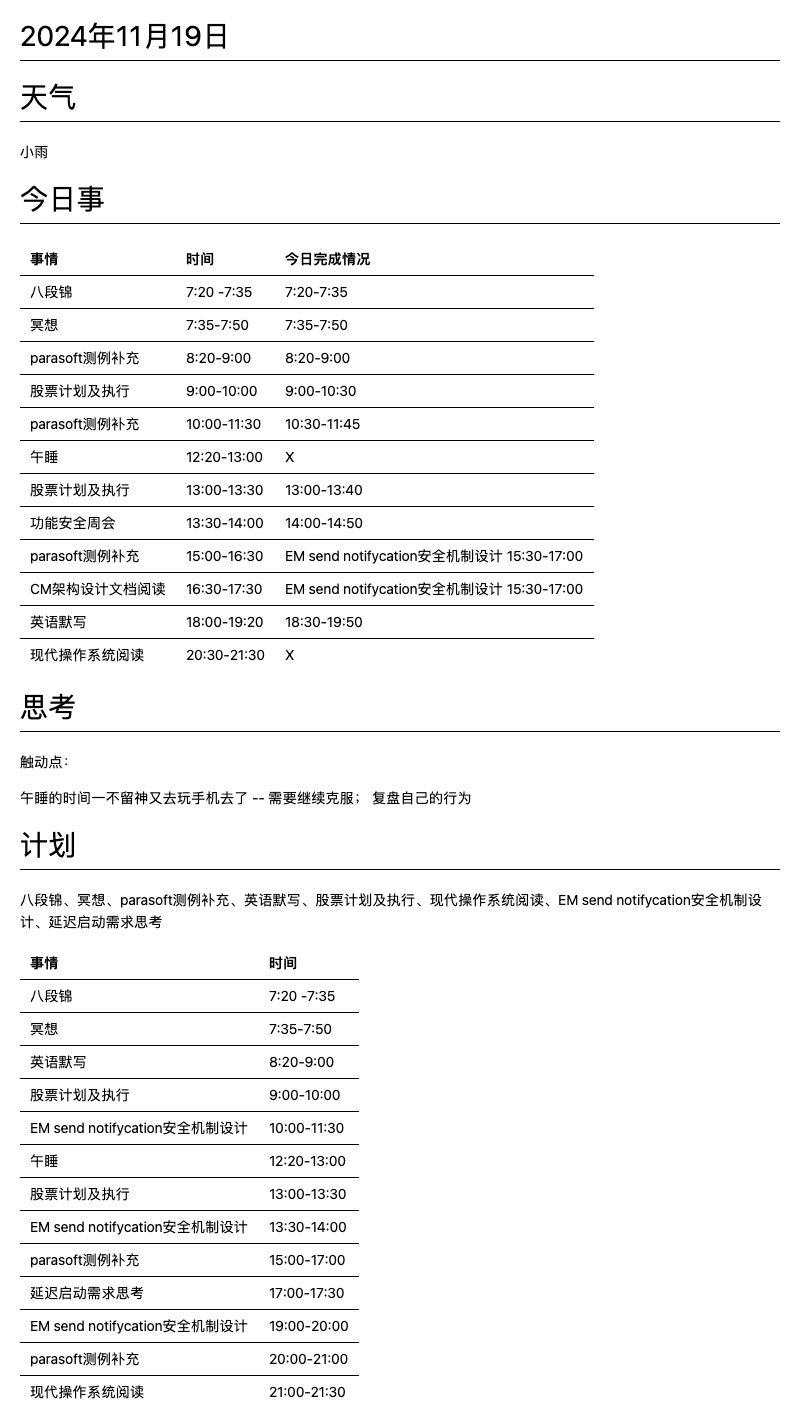 2024年11月19日
天气
小雨
今日事
事情 时间 今日完成情况
八段锦 7:20 -7:35 7:20-7:35
冥想 7:35-7:50 7:35-7:50
parasoft测例补充 8:20-9:00 8:20-9:00
股票计划及执行 9:00-10:00 9:00-10:30
parasoft测例补充 10:00-11:30 10:30-11:45
午睡 12:20-13:00 X
股票计划及执行 13:00-13:30 13:00-13:40
功能安全周会 13:30-14:00 14:00-14:50
parasoft测例补充 15:00-16:30 EM send notifycation安全机制设计 15:30-17:00
CM架构设计文档阅读 16:30-17:30 EM send notifycation安全机制设计 15:30-17:00
英语默写 18:00-19:20 18:30-19:50
现代操作系统阅读 20:30-21:30 X
思考
触动点：
午睡的时间一不留神又去玩手机去了 -- 需要继续克服； 复盘自己的行为
计划
八段锦、冥想、parasoft测例补充、英语默写、股票计划及执行、现代操作系统阅读、EM send notifycation安全机制设
计、延迟启动需求思考
事情 时间
八段锦 7:20 -7:35
冥想 7:35-7:50
英语默写 8:20-9:00
股票计划及执行 9:00-10:00
EM send notifycation安全机制设计 10:00-11:30
午睡 12:20-13:00
股票计划及执行 13:00-13:30
EM send notifycation安全机制设计 13:30-14:00
parasoft测例补充 15:00-17:00
延迟启动需求思考 17:00-17:30
EM send notifycation安全机制设计 19:00-20:00
parasoft测例补充 20:00-21:00
现代操作系统阅读 21:00-21:30